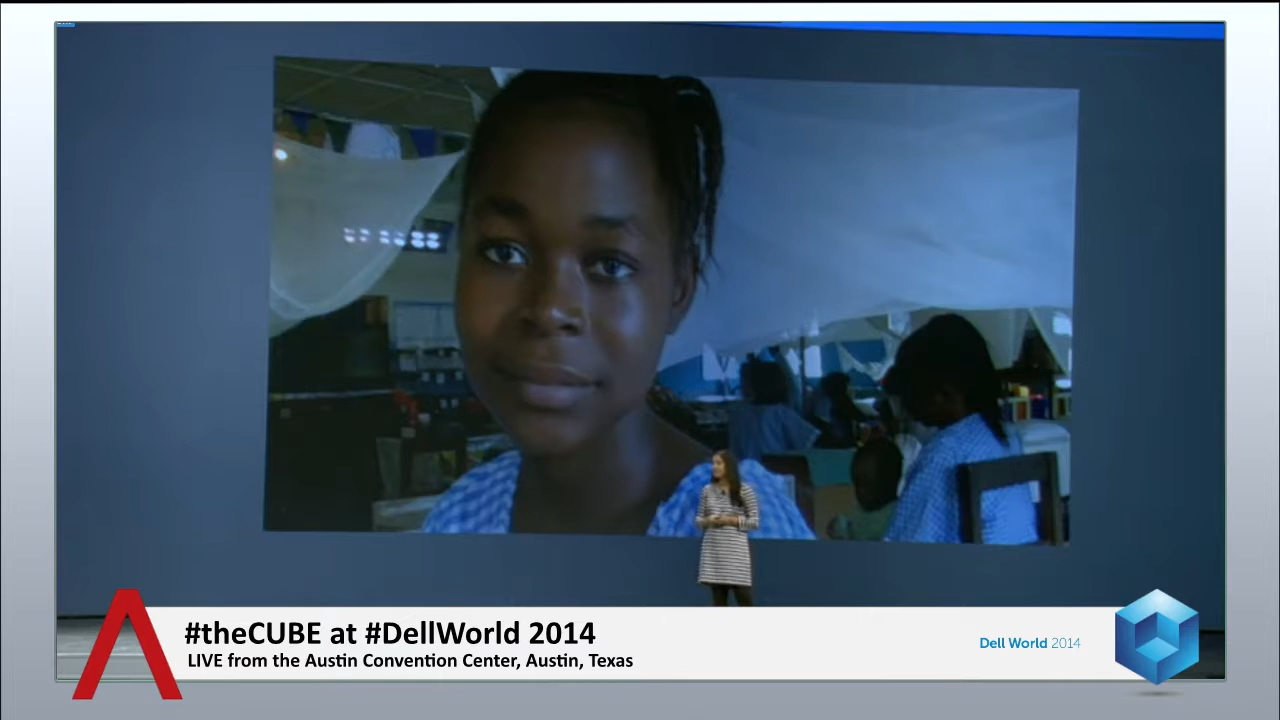 #theCUBE at #DellWorld 2014
LIVE from the Austin Convention Center, Austin, Texas
Dell World 2014